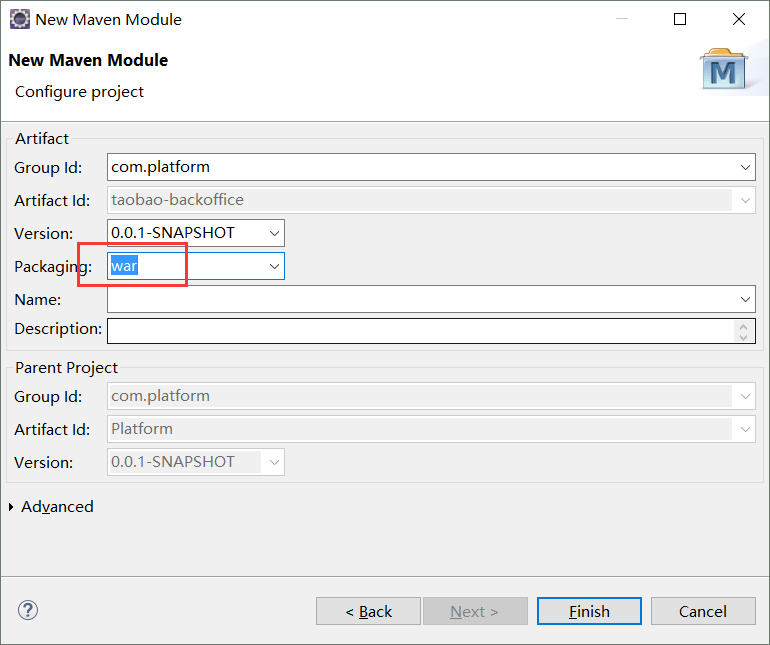 New Maven Module
New Maven Module
Configure project
M
Artifact
Group Id: com.platform
Artifact Id: taobao-backoffice
Version: 0.0.1-SNAPSHOT
Packaging: war
Name:
Description:
Parent Project
Group Id: com.platform
Artifact Id: Platform
Version: 0.0.1-SNAPSHOT
Advanced
? < Back Next > Finish Cancel